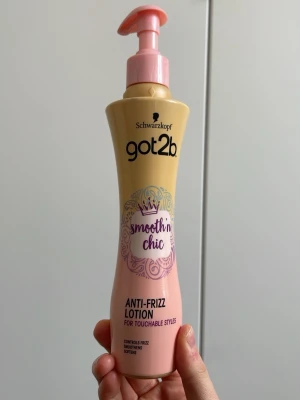 Schwarzkopf
got2b
smooth'n
chic
ANTI-FRIZZ
LOTION
FOR TOUCHABLE STYLES